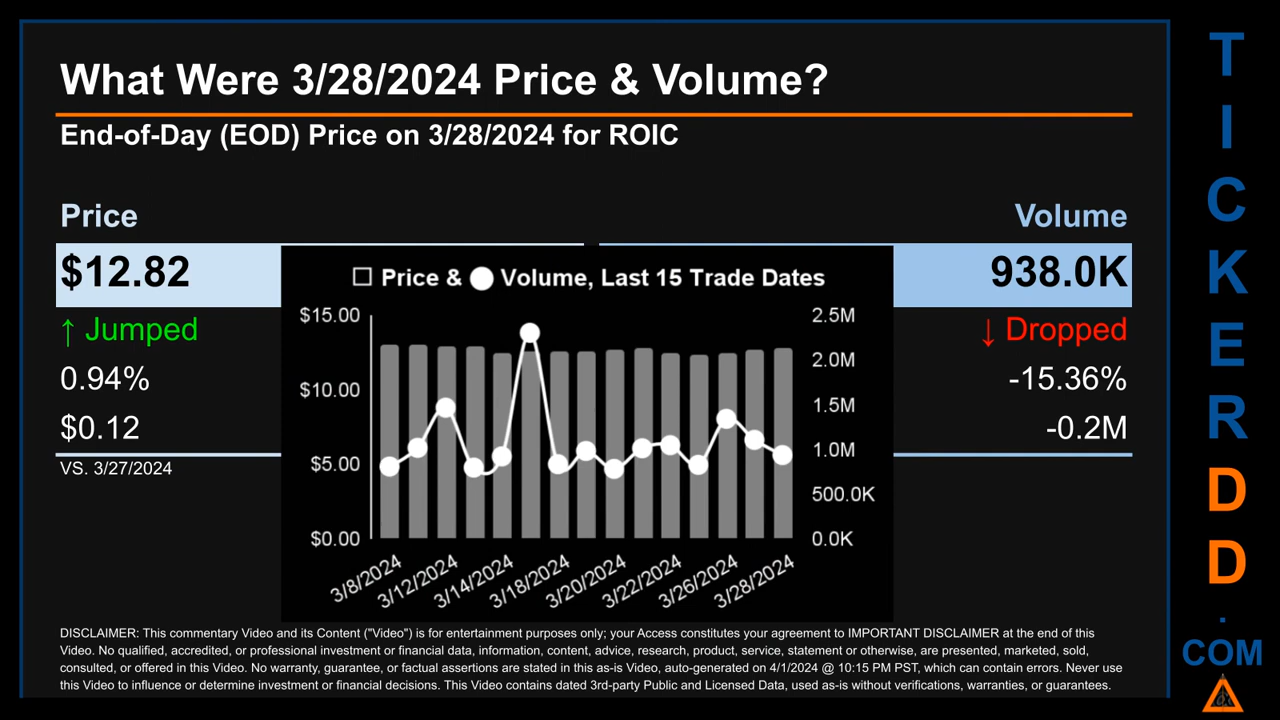 What Were 3/28/2024 Price & Volume?
End-of-Day (EOD) Price on 3/28/2024 for ROIC
Price
Volume
$12.82
938.0K
↑ Jumped
↓ Dropped
0.94%
-15.36%
$0.12
-0.2M
VS. 3/27/2024
Price & Volume, Last 15 Trade Dates
$15.00
$10.00
$5.00
$0.00
2.5M
2.0M
1.5M
1.0M
500.0K
0.0K
3/8/2024
3/12/2024
3/14/2024
3/18/2024
3/20/2024
3/22/2024
3/26/2024
3/28/2024
DISCLAIMER: This commentary Video and its Content ("Video") is for entertainment purposes only; your Access constitutes your agreement to IMPORTANT DISCLAIMER at the end of this
Video. No qualified, accredited, or professional investment or financial data, information, content, advice, research, product, service, statement or otherwise, are presented, marketed, sold,
consulted, or offered in this Video. No warranty, guarantee, or factual assertions are stated in this as-is Video, auto-generated on 4/1/2024 @ 10:15 PM PST, which can contain errors. Never use
this Video to influence or determine investment or financial decisions. This Video contains dated 3rd-party Public and Licensed Data, used as-is without verifications, warranties, or guarantees.
TICKERDD
.
COM